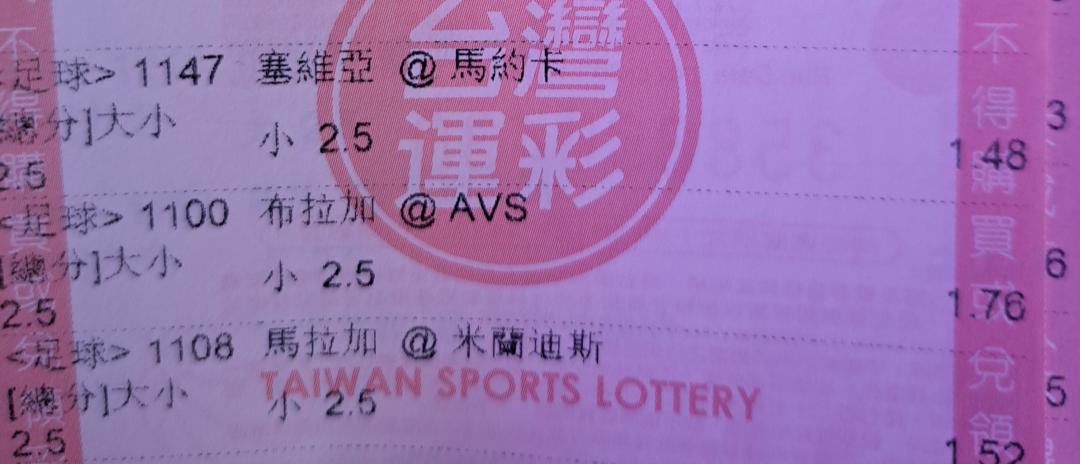 台灣
運彩
<足球> 1147 塞維亞 @ 馬約卡
[總分]大小
小 2.5 1.48
2.5
<足球> 1100 布拉加 @ AVS
[總分]大小
小 2.5 1.76
2.5
<足球> 1108 馬拉加 @ 米蘭迪斯
TAIWAN SPORTS LOTTERY
[總分]大小
小 2.5 1.52
2.5
不得購買或兌領
3
6
5